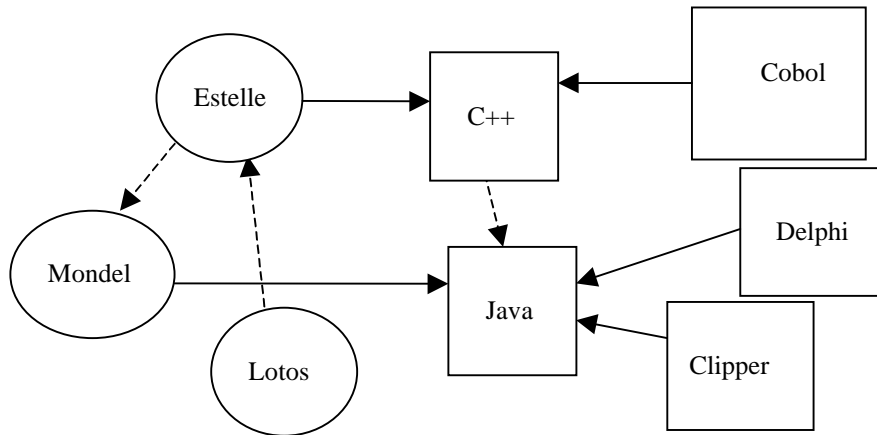 Cobol
Estelle
C++
Delphi
Mondel
Java
Clipper
Lotos